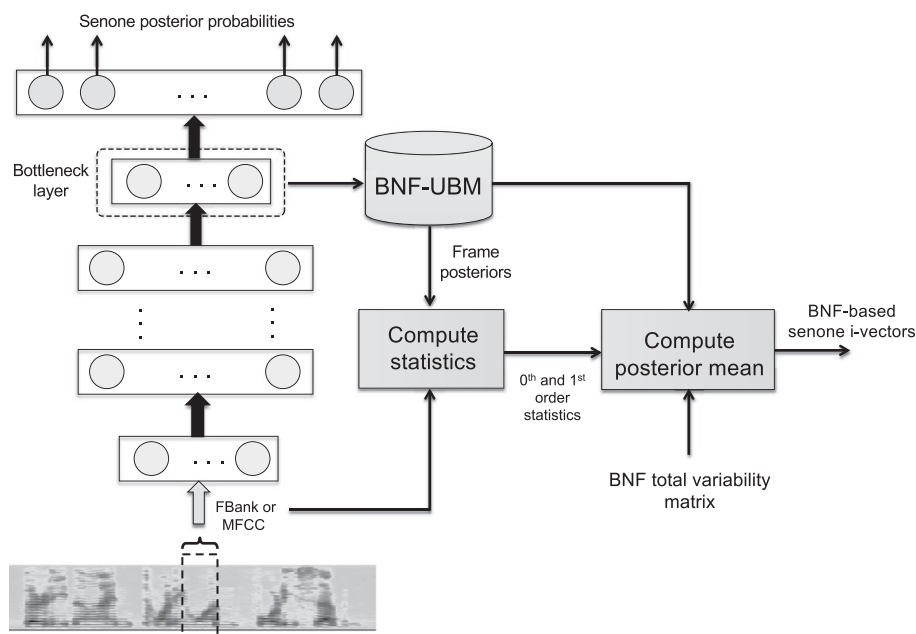 Senone posterior probabilities
. . .
Bottleneck
layer
. . .
BNF-UBM
. . .
Frame
posteriors
. . .
Compute
statistics
0th and 1st
order
statistics
Compute
posterior mean
BNF-based
senone i-vectors
. . .
BNF total variability
matrix
FBank or
MFCC